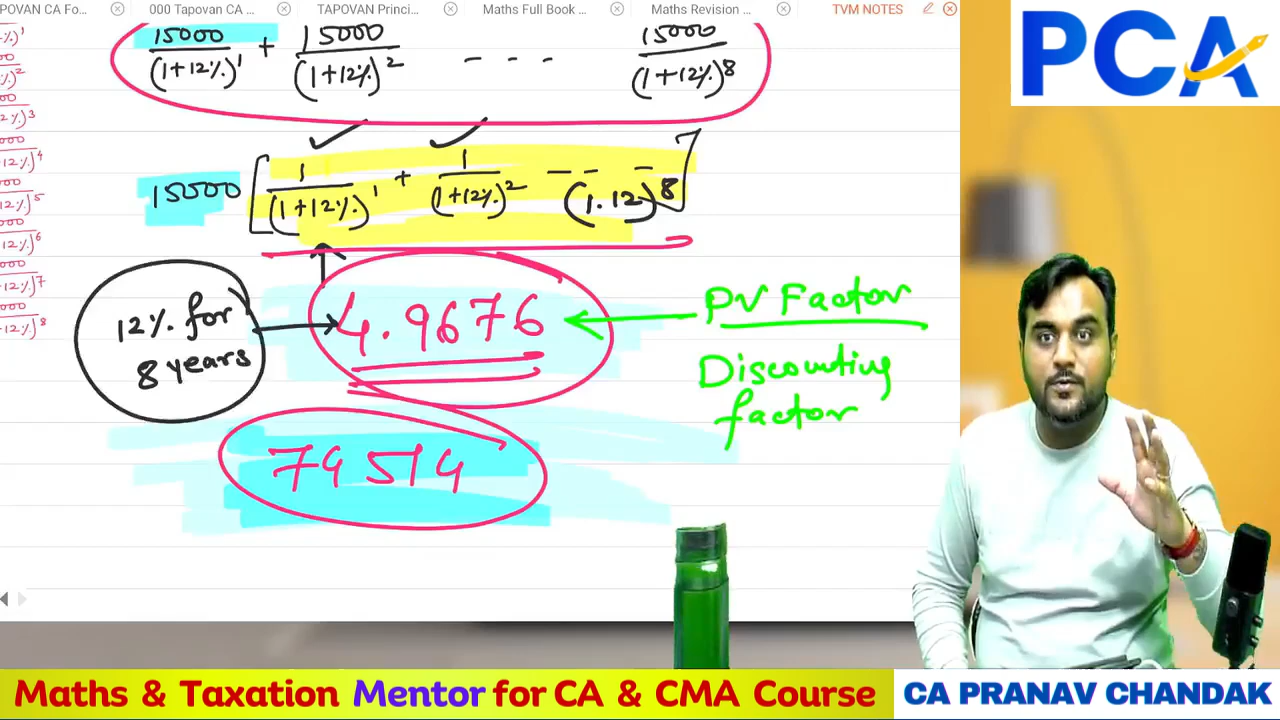 POVAN CA Fo...
000 Tapovan CA ...
TAPOVAN Princi...
Maths Full Book ...
Maths Revision ...
TVM NOTES
PCA
15000/(1+12%)^1 + 15000/(1+12%)^2 - - - 15000/(1+12%)^8
15000 [1/(1+12%)^1 + 1/(1+12%)^2 - - - (1.12)^8]
12% for
8 years
4.9676
PV Factor
Discounting
factor
74514
Maths & Taxation Mentor for CA & CMA Course
CA PRANAV CHANDAK